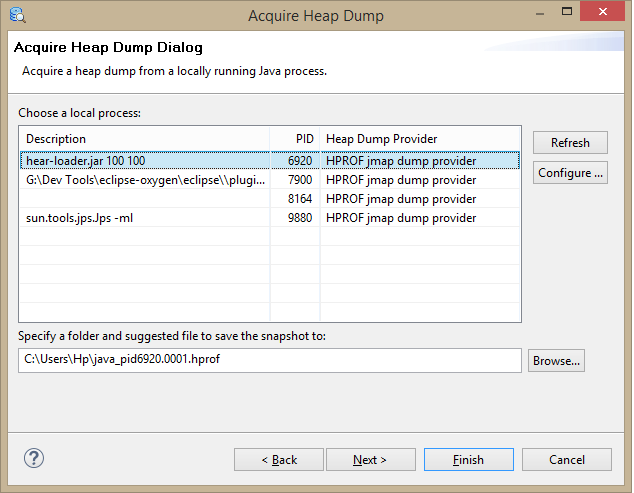 Acquire Heap Dump
Acquire Heap Dump Dialog
Acquire a heap dump from a locally running Java process.
Choose a local process:
Description PID Heap Dump Provider
hear-loader.jar 100 100 6920 HPROF jmap dump provider
G:\Dev Tools\eclipse-oxygen\eclipse\\plugi... 7900 HPROF jmap dump provider
8164 HPROF jmap dump provider
sun.tools.jps.Jps -ml 9880 HPROF jmap dump provider
Refresh
Configure ...
Specify a folder and suggested file to save the snapshot to:
C:\Users\Hp\java_pid6920.0001.hprof
Browse...
?
< Back
Next >
Finish
Cancel